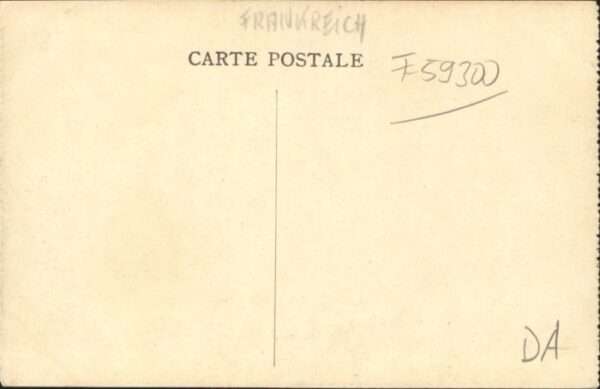 FRANKREICH
CARTE POSTALE
F59300
DA